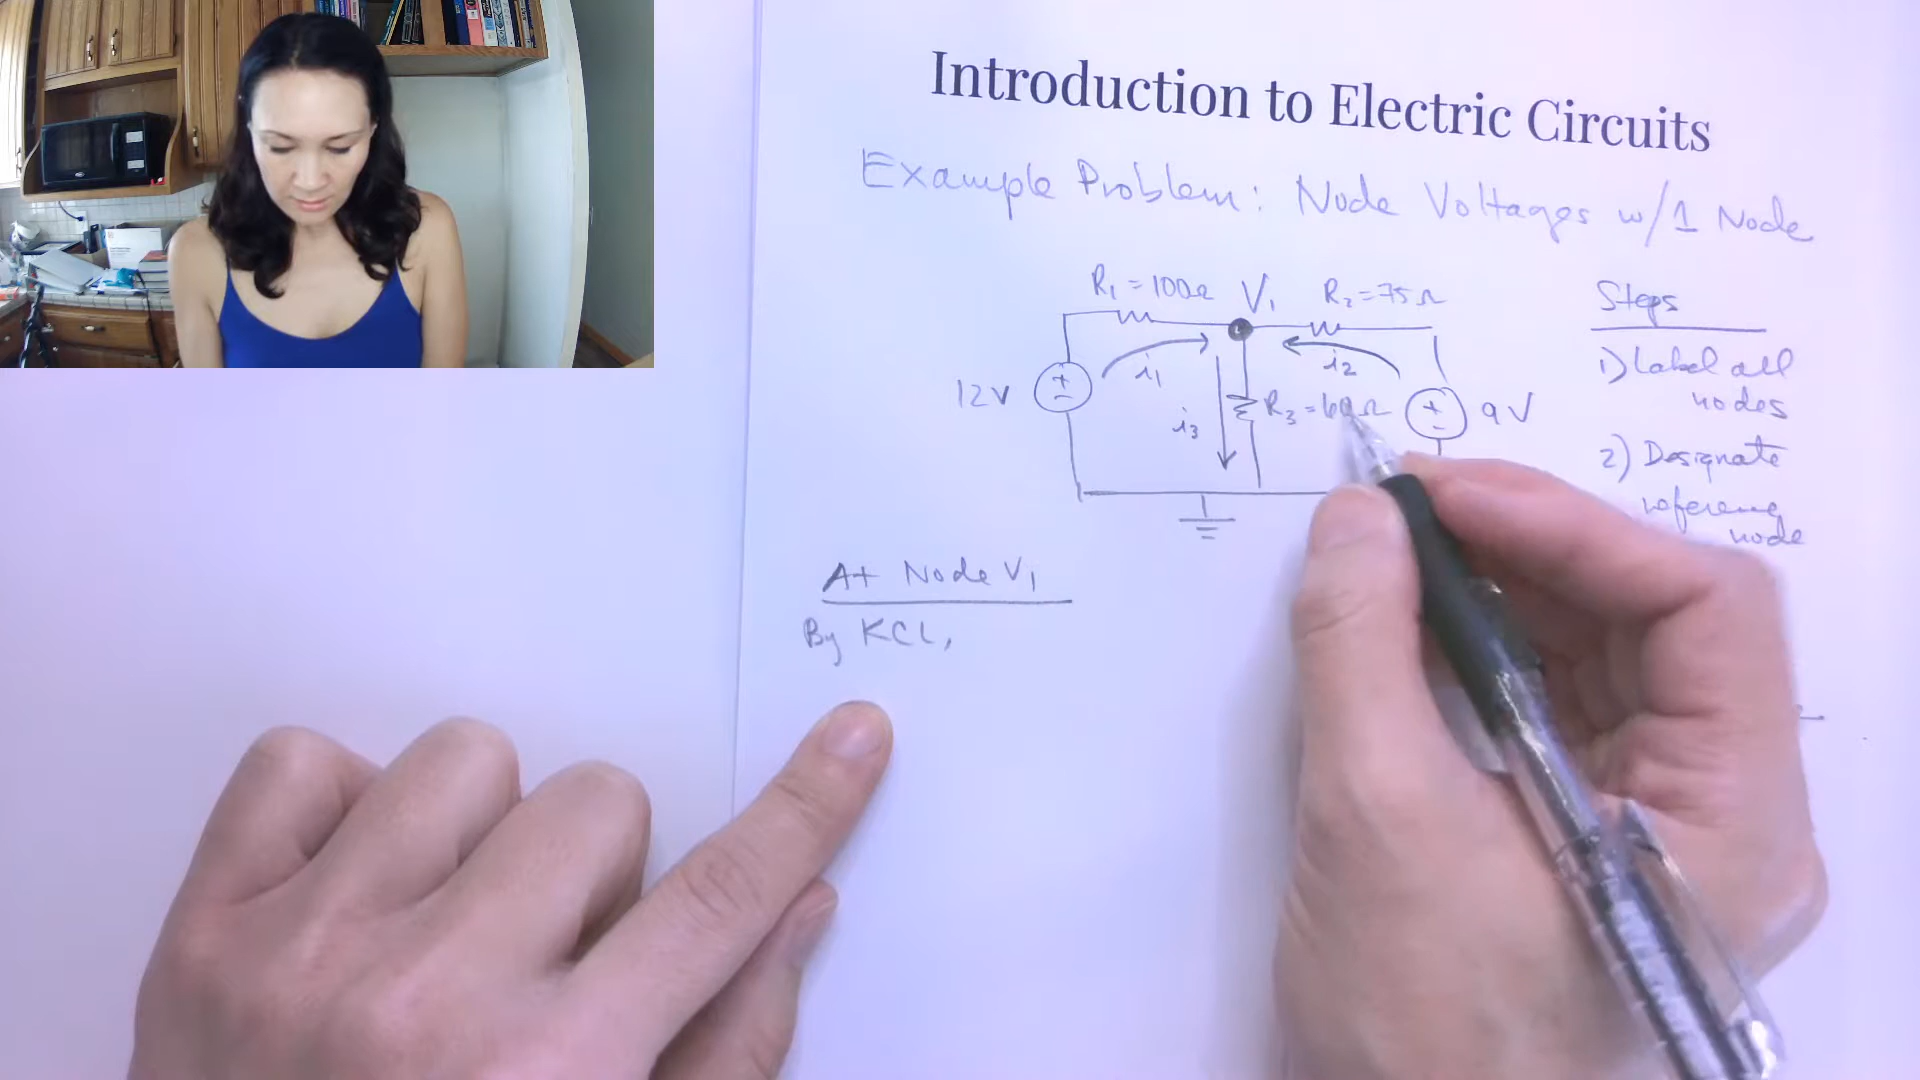 Introduction to Electric Circuits
Example Problem: Node Voltages w/1 Node
R₁ = 100Ω V₁ R₂ = 75Ω
i₁ i₂
12V + - i₃ R₃ = 60Ω + - 9V
Steps
1) Label all
nodes
2) Designate
reference
node
At Node V₁
By KCL,